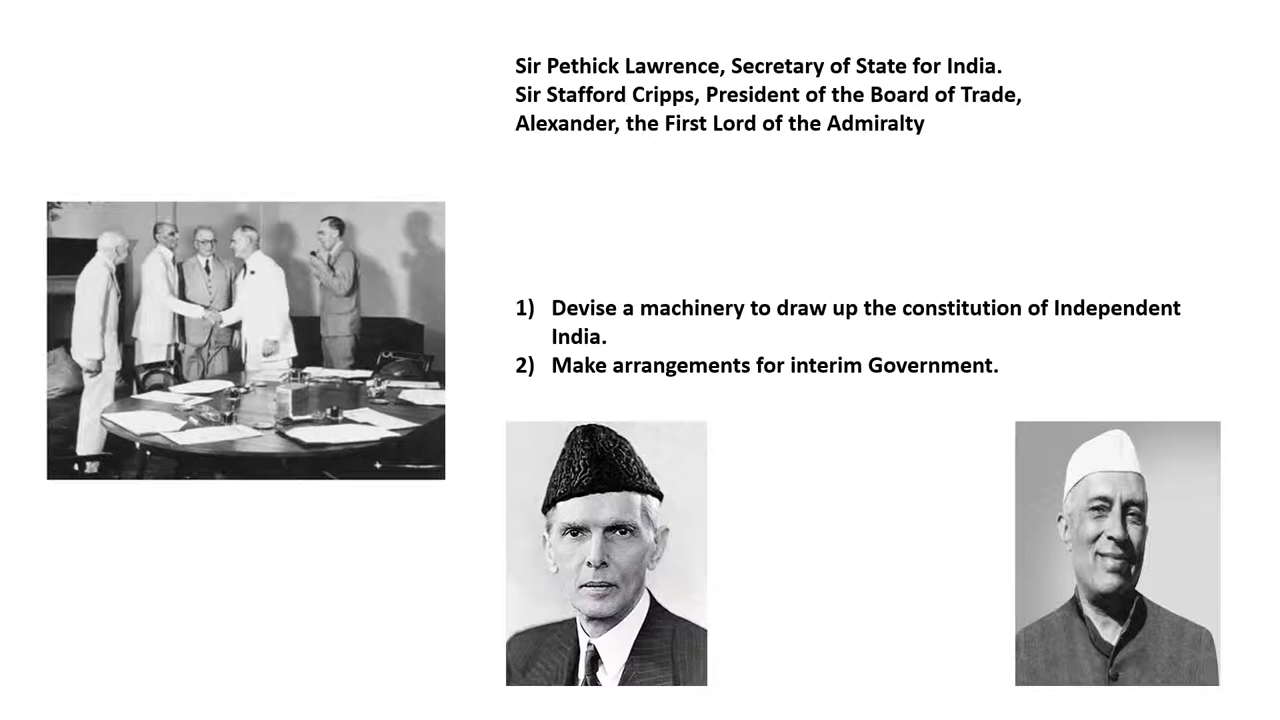 Sir Pethick Lawrence, Secretary of State for India.
Sir Stafford Cripps, President of the Board of Trade,
Alexander, the First Lord of the Admiralty
1) Devise a machinery to draw up the constitution of Independent
India.
2) Make arrangements for interim Government.